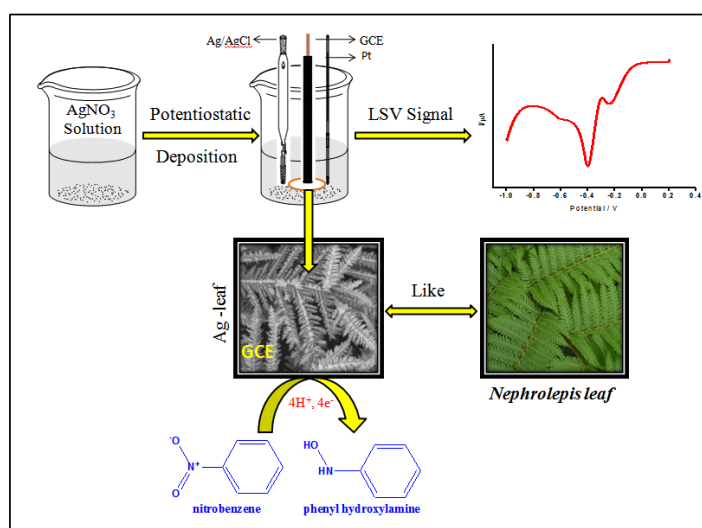 Ag/AgCl
GCE
Pt
AgNO3
Solution
Potentiostatic
Deposition
LSV Signal
I/µA
-1.0 -0.8 -0.6 -0.4 -0.2 0.0 0.2 0.4
Potential / V
Ag -leaf
GCE
Like
Nephrolepis leaf
4H+, 4e-
-O
N+
O
HO
HN
nitrobenzene
phenyl hydroxylamine